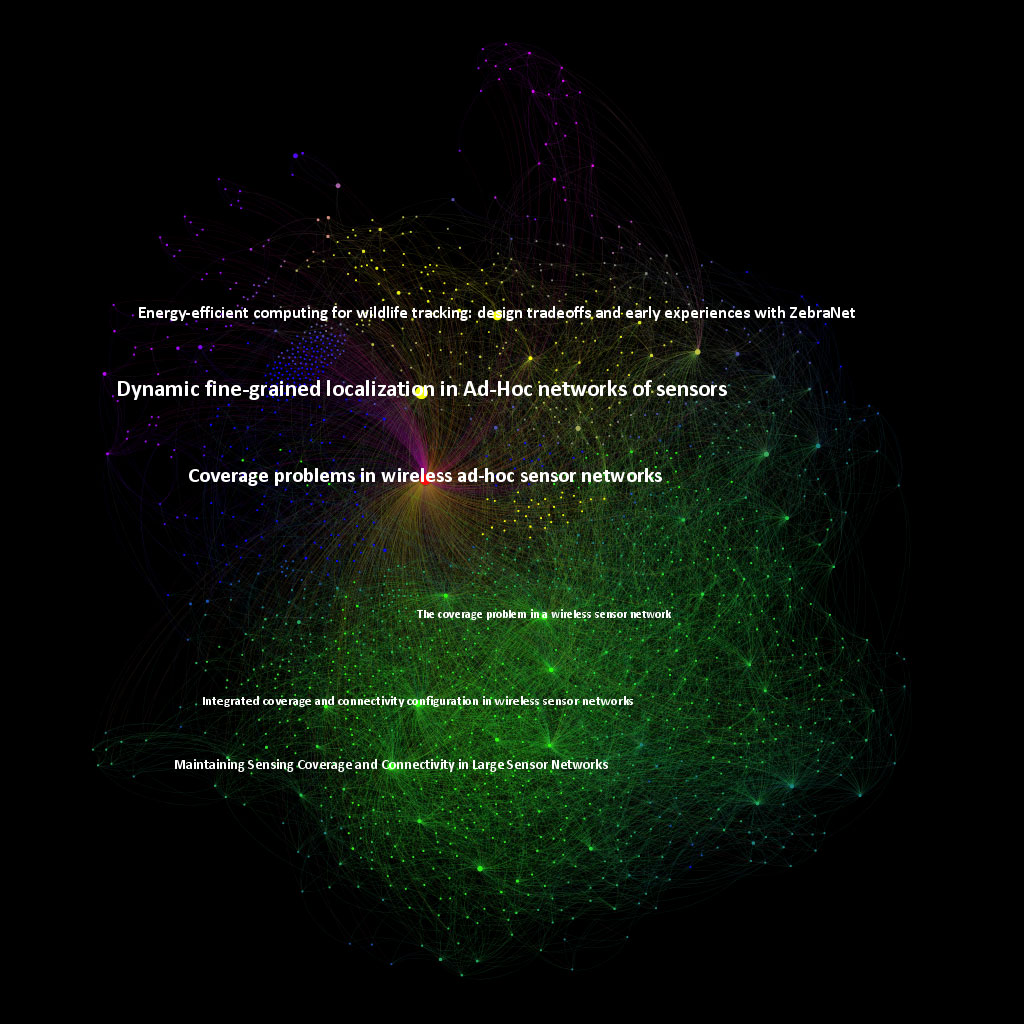 Energy-efficient computing for wildlife tracking: design tradeoffs and early experiences with ZebraNet
Dynamic fine-grained localization in Ad-Hoc networks of sensors
Coverage problems in wireless ad-hoc sensor networks
The coverage problem in a wireless sensor network
Integrated coverage and connectivity configuration in wireless sensor networks
Maintaining Sensing Coverage and Connectivity in Large Sensor Networks